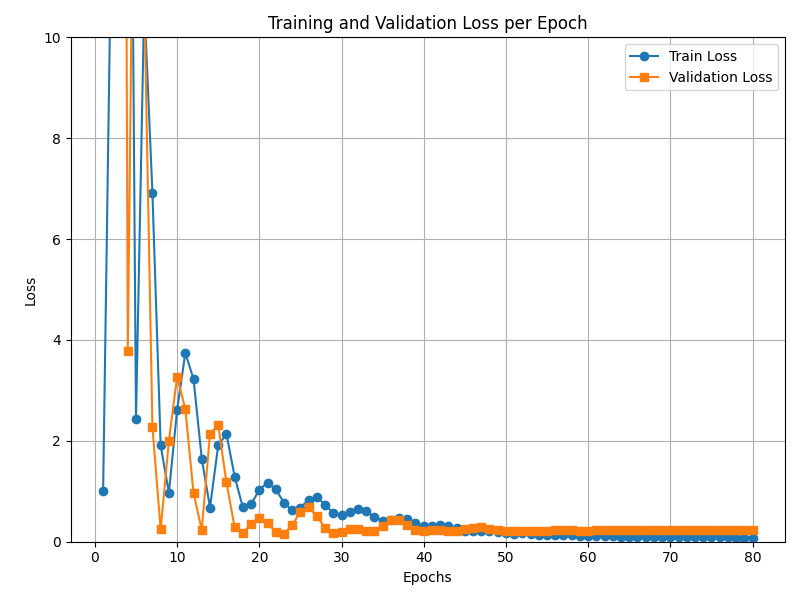 Training and Validation Loss per Epoch
Train Loss
Validation Loss
Loss
10
8
6
4
2
0
0 10 20 30 40 50 60 70 80
Epochs